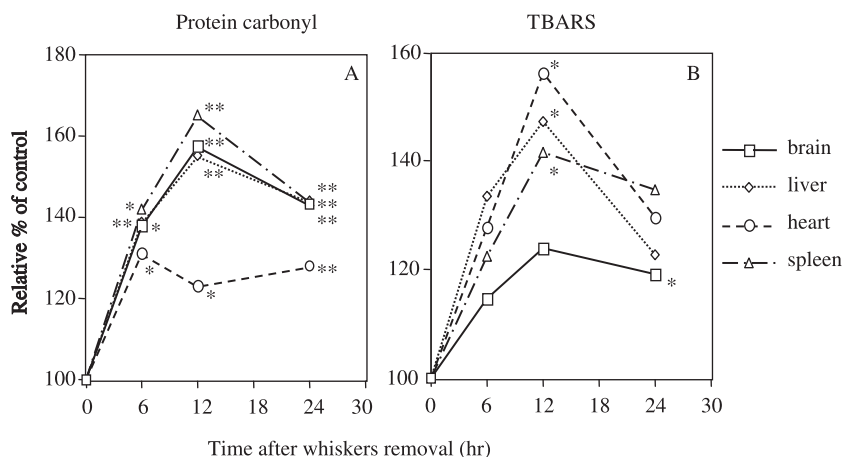 Protein carbonyl
TBARS
Relative % of control
180
160
140
120
100
A
*
**
*
*
**
**
**
*
**
**
**
**
0 6 12 18 24 30
160
140
120
100
B
*
*
*
*
0 6 12 18 24 30
brain
liver
heart
spleen
Time after whiskers removal (hr)